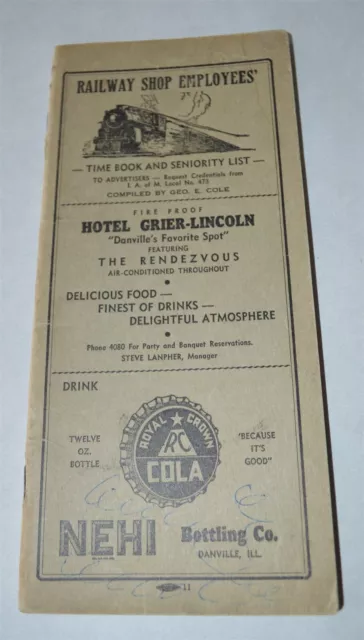 RAILWAY SHOP EMPLOYEES'
— TIME BOOK AND SENIORITY LIST —
TO ADVERTISERS — Request Credentials from
I. A. of M. Local No. 473
COMPILED BY GEO. E. COLE
FIRE PROOF
HOTEL GRIER-LINCOLN
"Danville's Favorite Spot"
FEATURING
THE RENDEZVOUS
AIR-CONDITIONED THROUGHOUT
DELICIOUS FOOD —
FINEST OF DRINKS —
DELIGHTFUL ATMOSPHERE
Phone 4080 For Party and Banquet Reservations.
STEVE LANPHER, Manager
DRINK
TWELVE
OZ.
BOTTLE
ROYAL CROWN
RC
COLA
"BECAUSE
IT'S
GOOD"
NEHI Bottling Co.
DANVILLE, ILL.
11